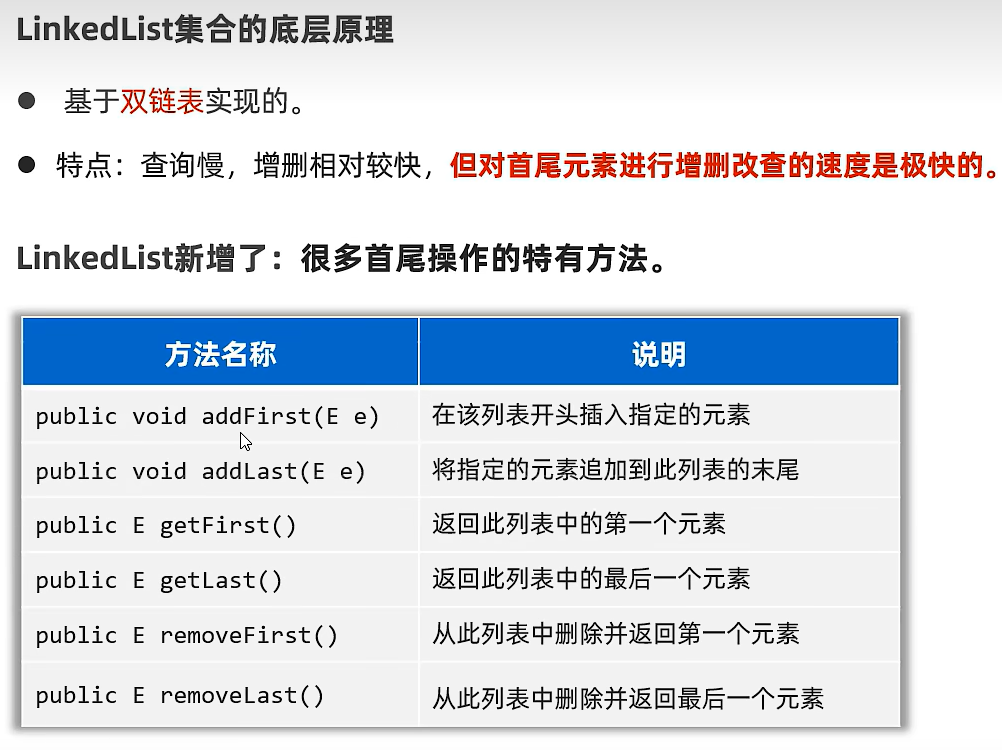 LinkedList集合的底层原理
● 基于双链表实现的。
● 特点：查询慢，增删相对较快，但对首尾元素进行增删改查的速度是极快的。
LinkedList新增了：很多首尾操作的特有方法。
方法名称 说明
public void addFirst(E e) 在该列表开头插入指定的元素
public void addLast(E e) 将指定的元素追加到此列表的末尾
public E getFirst() 返回此列表中的第一个元素
public E getLast() 返回此列表中的最后一个元素
public E removeFirst() 从此列表中删除并返回第一个元素
public E removeLast() 从此列表中删除并返回最后一个元素